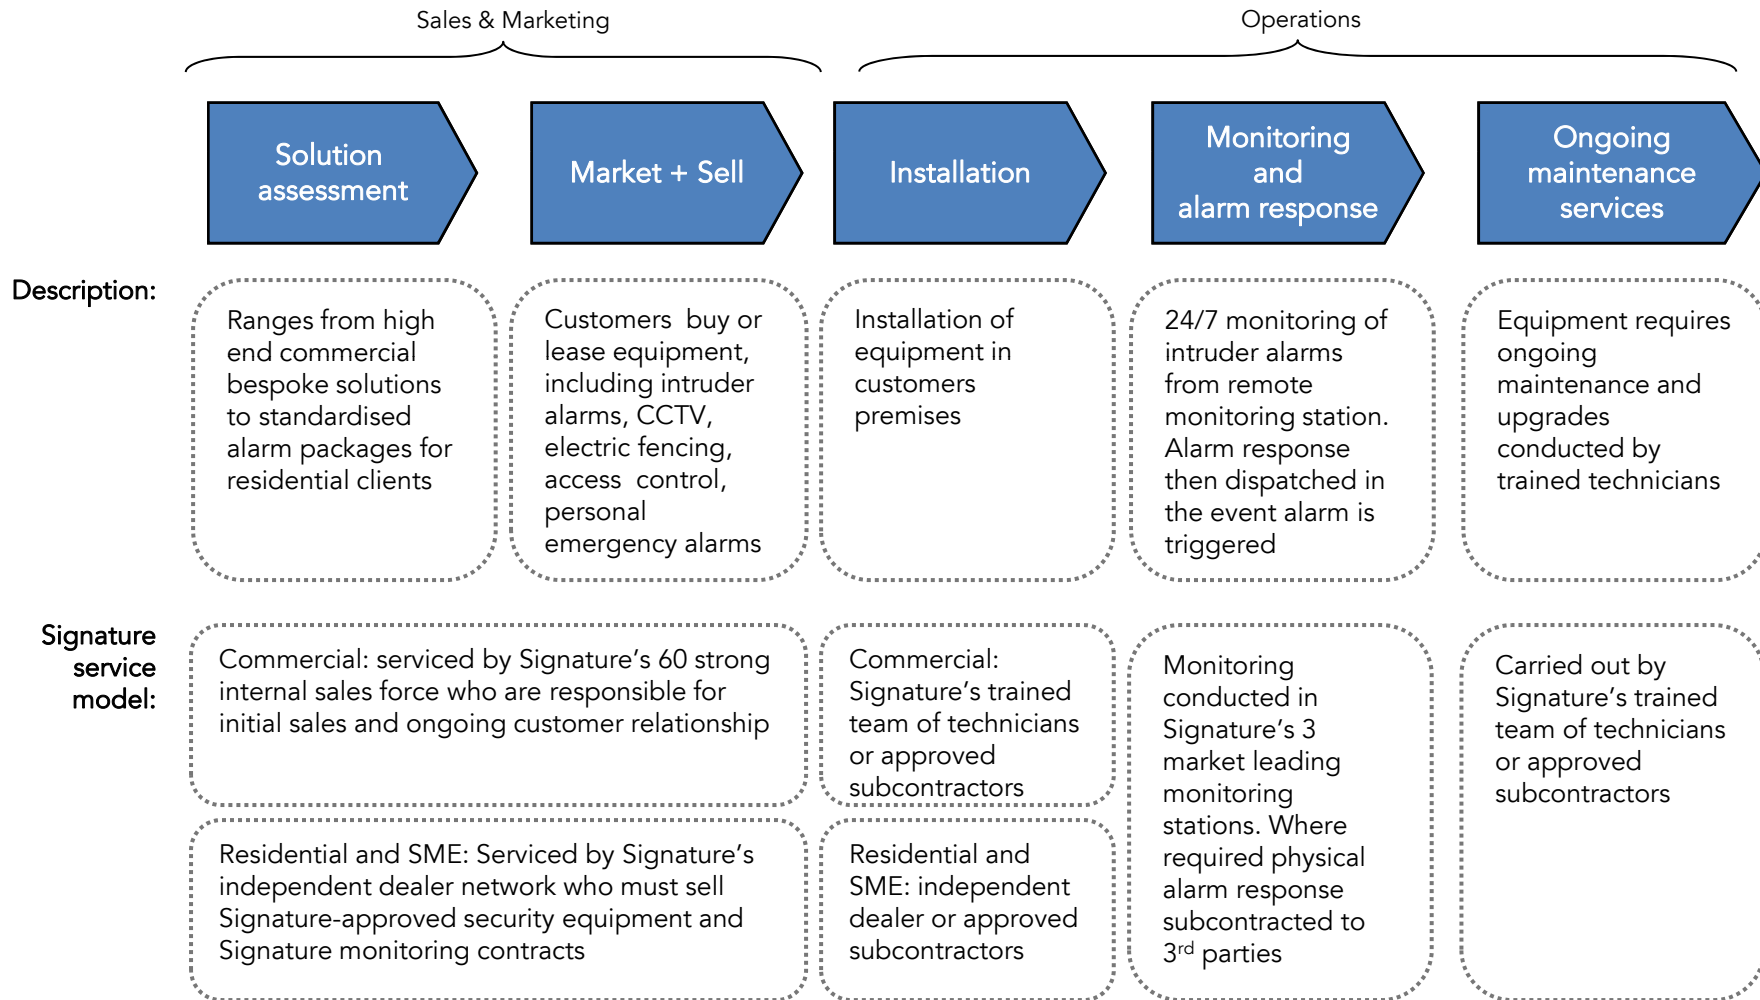 Sales & Marketing
Operations
Solution
assessment
Market + Sell
Installation
Monitoring
and
alarm response
Ongoing
maintenance
services
Description:
Ranges from high
end commercial
bespoke solutions
to standardised
alarm packages for
residential clients
Customers  buy or
lease equipment,
including intruder
alarms, CCTV,
electric fencing,
access  control,
personal
emergency alarms
Installation of
equipment in
customers
premises
24/7 monitoring of
intruder alarms
from remote
monitoring station.
Alarm response
then dispatched in
the event alarm is
triggered
Equipment requires
ongoing
maintenance and
upgrades
conducted by
trained technicians
Signature
service
model:
Commercial: serviced by Signature’s 60 strong
internal sales force who are responsible for
initial sales and ongoing customer relationship
Commercial:
Signature’s trained
team of technicians
or approved
subcontractors
Monitoring
conducted in
Signature’s 3
market leading
monitoring
stations. Where
required physical
alarm response
subcontracted to
3rd parties
Carried out by
Signature’s trained
team of technicians
or approved
subcontractors
Residential and SME: Serviced by Signature’s
independent dealer network who must sell
Signature-approved security equipment and
Signature monitoring contracts
Residential and
SME: independent
dealer or approved
subcontractors